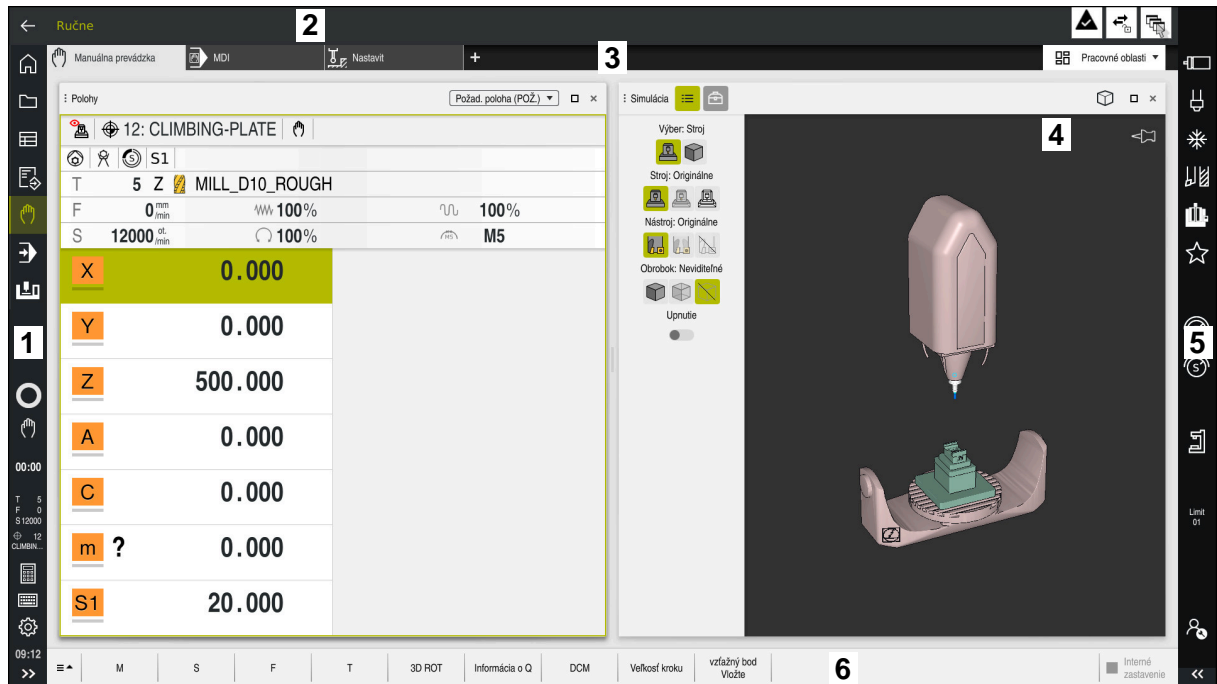 Ručne
2
Manuálna prevádzka
MDI
Nastavit
+
3
Pracovné oblasti
Polohy
Požad. poloha (POŽ.)
Simulácia
12: CLIMBING-PLATE
S1
T 5 Z MILL_D10_ROUGH
F 0 mm/min 100% 100%
S 12000 ot./min 100% M5
X 0.000
Y 0.000
Z 500.000
A 0.000
C 0.000
m ? 0.000
S1 20.000
Výber: Stroj
Stroj: Originálne
Nástroj: Originálne
Obrobok: Neviditeľné
Upnutie
4
1
00:00
T 5
F 0
S 12000
12
CLIMBIN...
09:12
5
S
Limit
01
M
S
F
T
3D ROT
Informácia o Q
DCM
Veľkosť kroku
vzťažný bod
Vložte
6
Interné
zastavenie